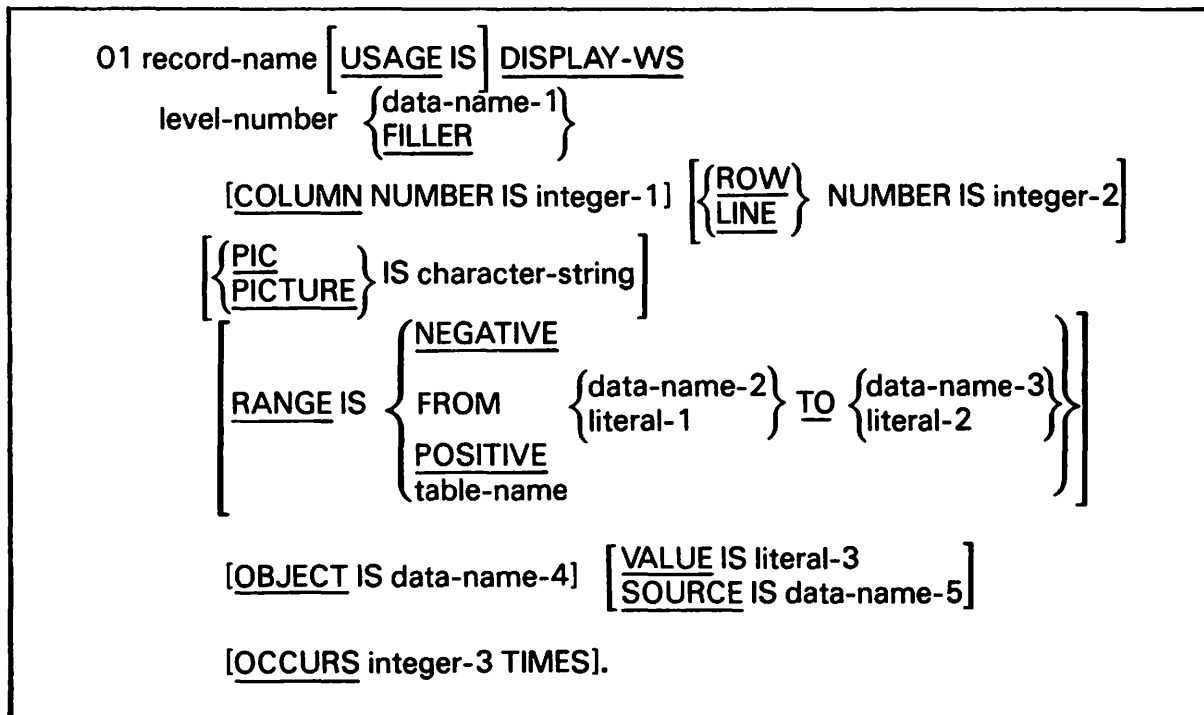 01 record-name [USAGE IS] DISPLAY-WS
level-number {data-name-1
FILLER}
[COLUMN NUMBER IS integer-1] [{ROW
LINE} NUMBER IS integer-2]
[{PIC
PICTURE} IS character-string]
[RANGE IS {NEGATIVE
FROM {data-name-2
literal-1} TO {data-name-3
literal-2}
POSITIVE
table-name}]
[OBJECT IS data-name-4] [VALUE IS literal-3
SOURCE IS data-name-5]
[OCCURS integer-3 TIMES].